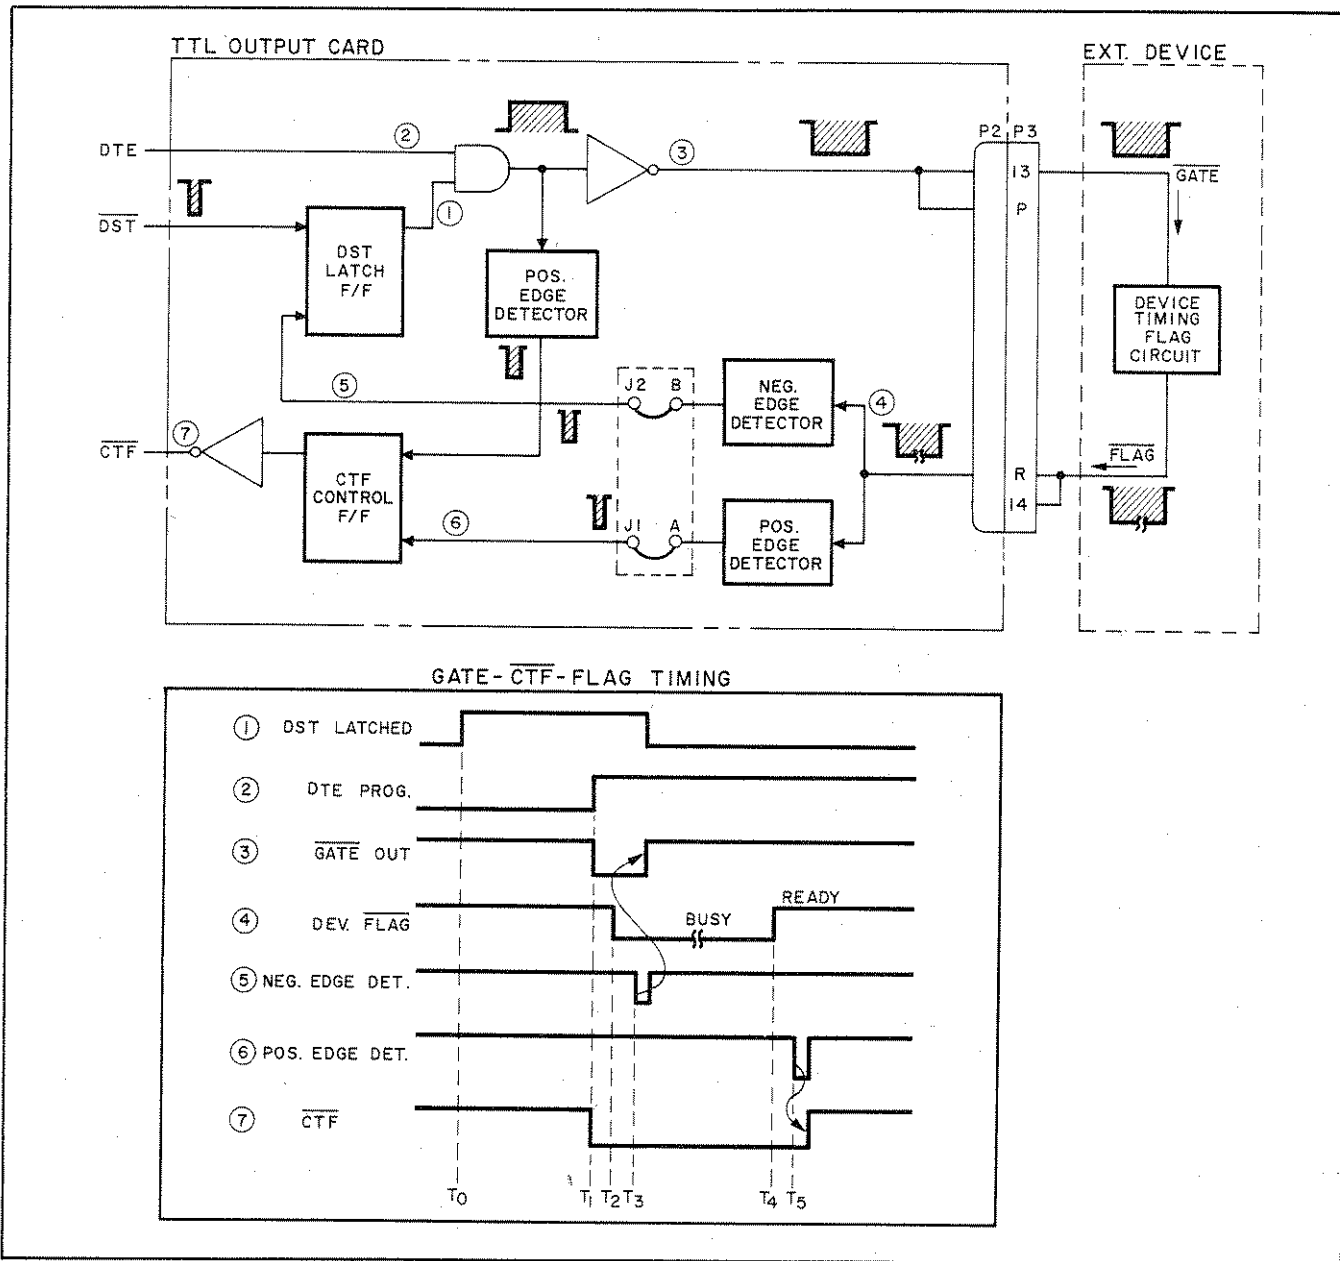 TTL OUTPUT CARD
EXT. DEVICE
DTE
2
3
P2 P3
13
GATE
P
DST
1
DST
LATCH
F/F
POS.
EDGE
DETECTOR
DEVICE
TIMING
FLAG
CIRCUIT
5
J2 B
NEG.
EDGE
DETECTOR
4
CTF
7
CTF
CONTROL
F/F
FLAG
R
14
6
J1 A
POS.
EDGE
DETECTOR
GATE-CTF-FLAG TIMING
1 DST LATCHED
2 DTE PROG.
3 GATE OUT
4 DEV. FLAG
BUSY
READY
5 NEG. EDGE DET.
6 POS. EDGE DET.
7 CTF
T0 T1 T2 T3 T4 T5